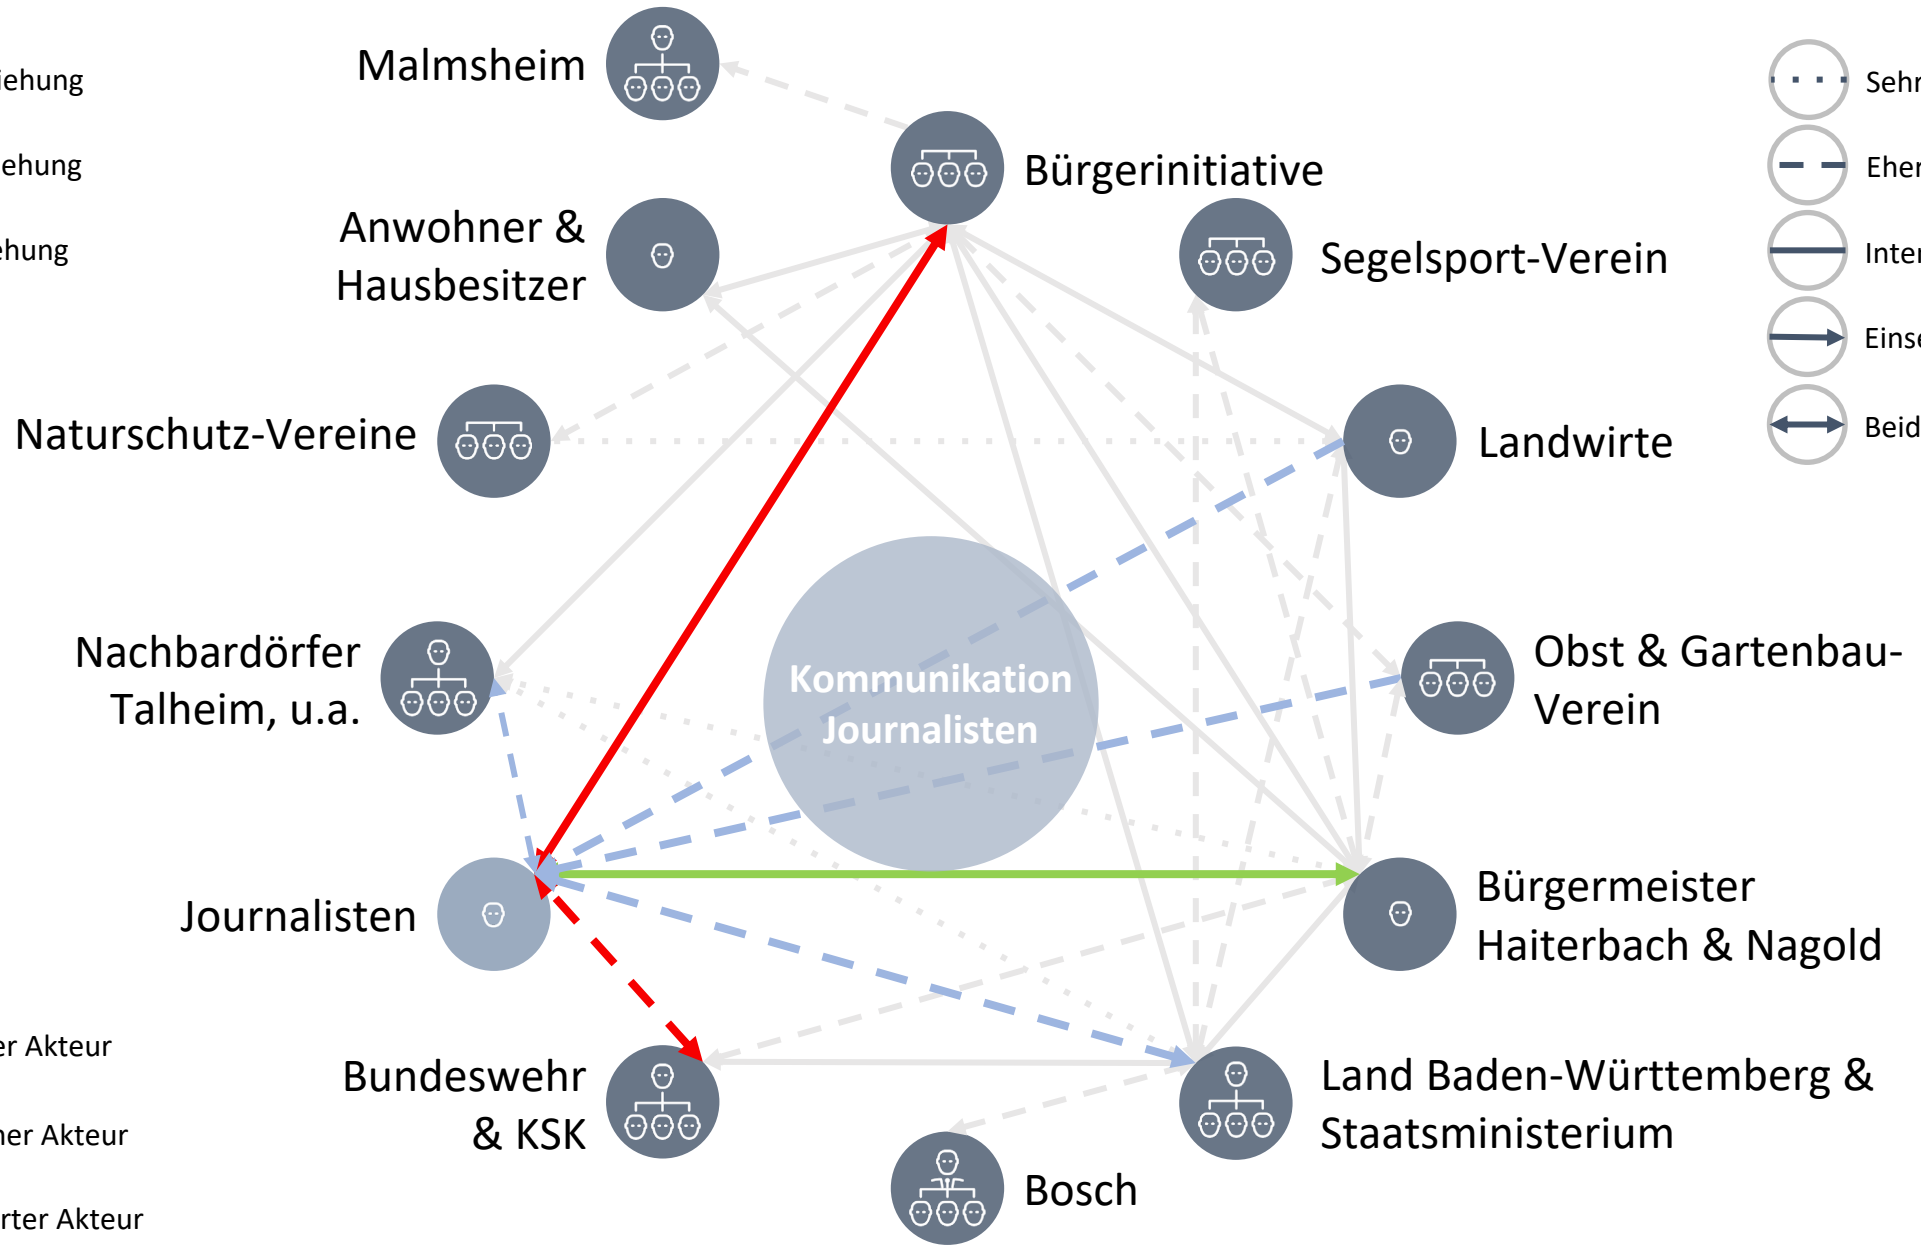 iehung
ehung
ehung
Malmsheim
Bürgerinitiative
Anwohner &
Hausbesitzer
Segelsport-Verein
Naturschutz-Vereine
Landwirte
Nachbardörfer
Talheim, u.a.
Kommunikation
Journalisten
Obst & Gartenbau-
Verein
Journalisten
Bürgermeister
Haiterbach & Nagold
Bundeswehr
& KSK
Land Baden-Württemberg &
Staatsministerium
Bosch
Sehr
Eher
Inter
Einse
Beid
er Akteur
her Akteur
rter Akteur